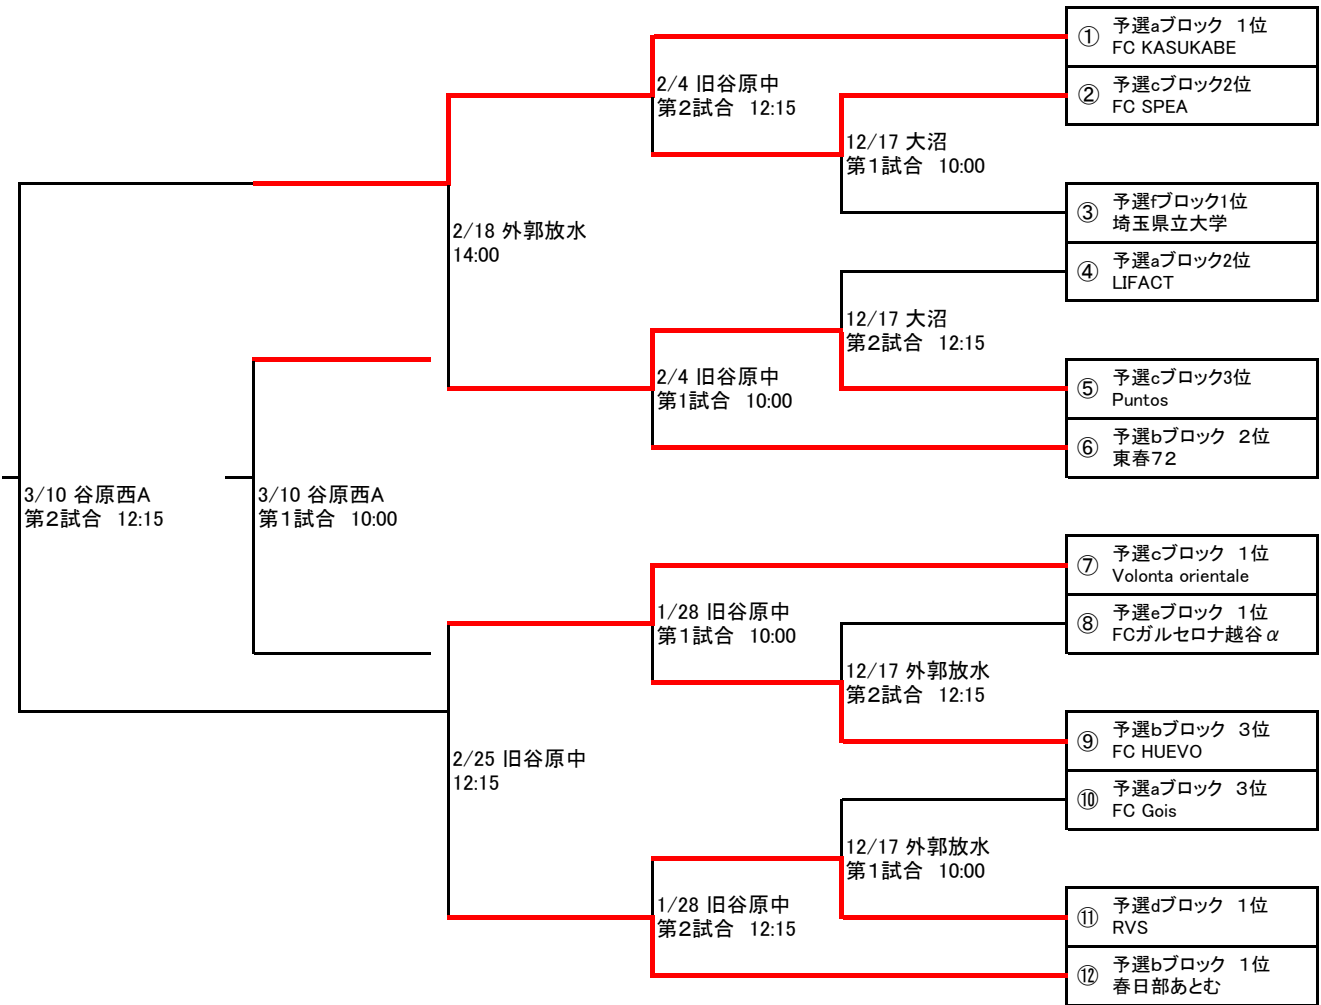 ① 予選aブロック　1位
FC KASUKABE
② 予選cブロック2位
FC SPEA
③ 予選fブロック1位
埼玉県立大学
④ 予選aブロック2位
LIFACT
⑤ 予選cブロック3位
Puntos
⑥ 予選bブロック　2位
東春72
⑦ 予選cブロック　1位
Volonta orientale
⑧ 予選eブロック　1位
FCガルセロナ越谷α
⑨ 予選bブロック　3位
FC HUEVO
⑩ 予選aブロック　3位
FC Gois
⑪ 予選dブロック　1位
RVS
⑫ 予選bブロック　1位
春日部あとむ
12/17 大沼
第1試合　10:00
12/17 大沼
第2試合　12:15
12/17 外郭放水
第2試合　12:15
12/17 外郭放水
第1試合　10:00
2/4 旧谷原中
第2試合　12:15
2/4 旧谷原中
第1試合　10:00
1/28 旧谷原中
第1試合　10:00
1/28 旧谷原中
第2試合　12:15
2/18 外郭放水
14:00
2/25 旧谷原中
12:15
3/10 谷原西A
第1試合　10:00
3/10 谷原西A
第2試合　12:15